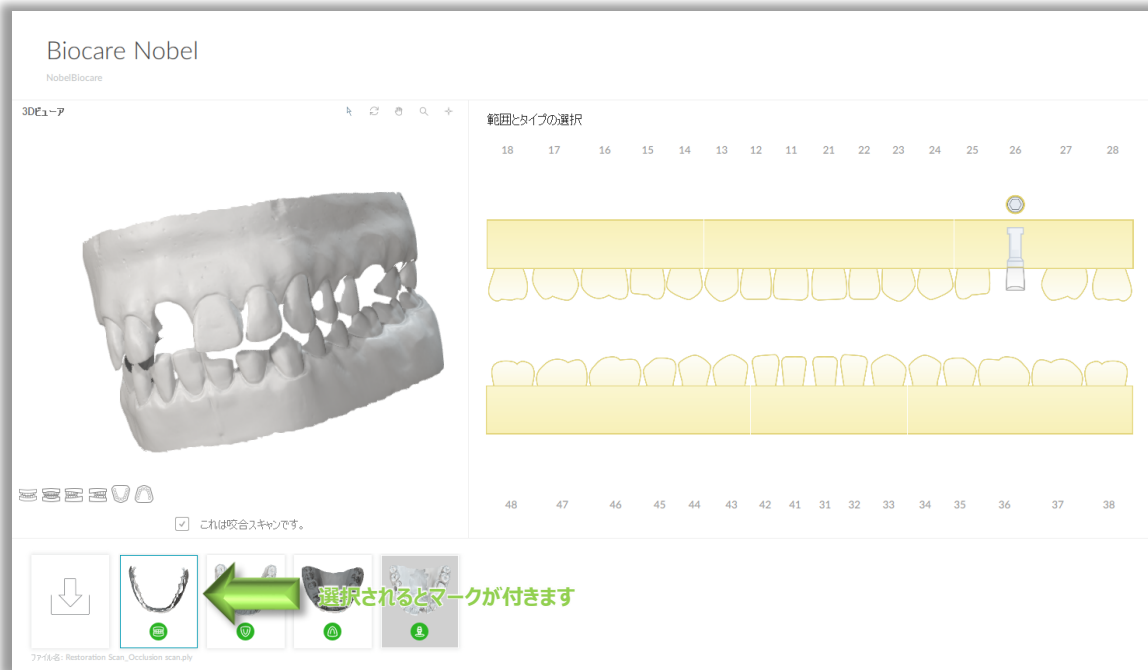 Biocare Nobel
NobelBiocare
3Dビューア
範囲とタイプの選択
18 17 16 15 14 13 12 11 21 22 23 24 25 26 27 28
48 47 46 45 44 43 42 41 31 32 33 34 35 36 37 38
これは咬合スキャンです。
選択されるとマークが付きます
ファイル名: Restoration Scan_Occlusion scan.ply